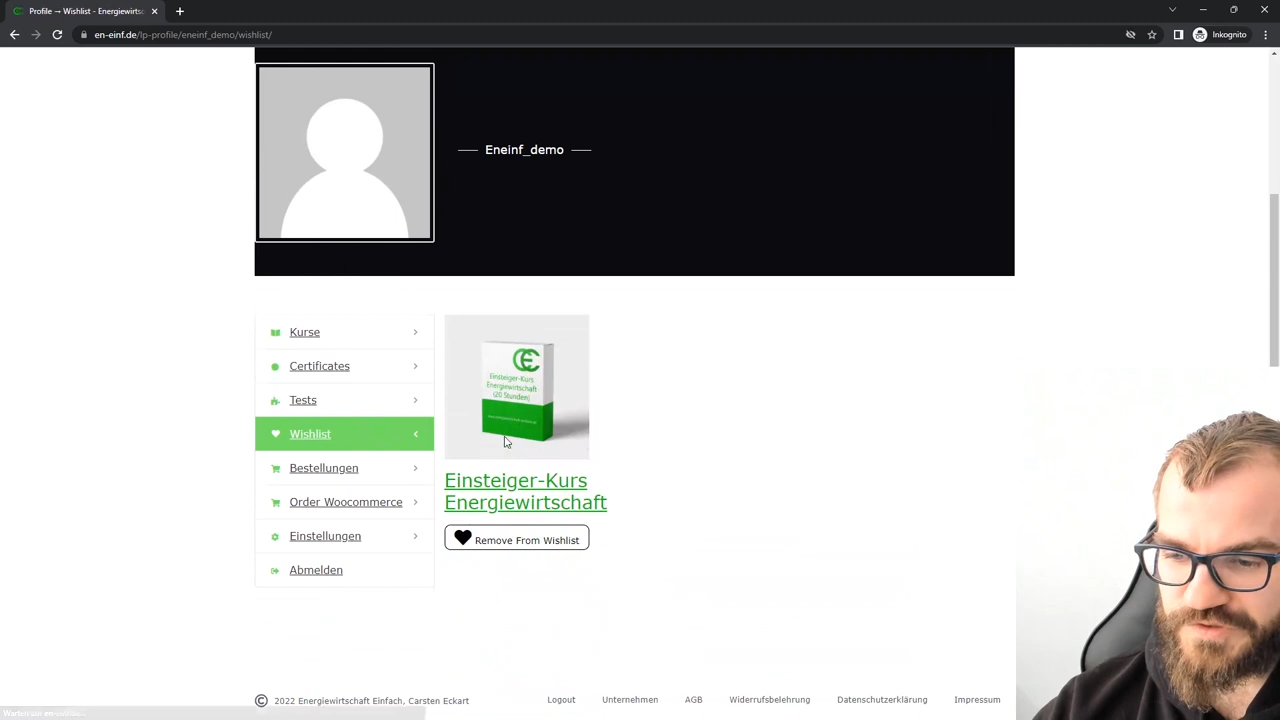 Profile → Wishlist - Energiewirtsc
en-einf.de/lp-profile/eneinf_demo/wishlist/
Inkognito
Eneinf_demo
Kurse
Certificates
Tests
Wishlist
Bestellungen
Order Woocommerce
Einstellungen
Abmelden
Einsteiger-Kurs
Energiewirtschaft
(20 Stunden)
Einsteiger-Kurs
Energiewirtschaft
Remove From Wishlist
© 2022 Energiewirtschaft Einfach, Carsten Eckart
Logout
Unternehmen
AGB
Widerrufsbelehrung
Datenschutzerklärung
Impressum